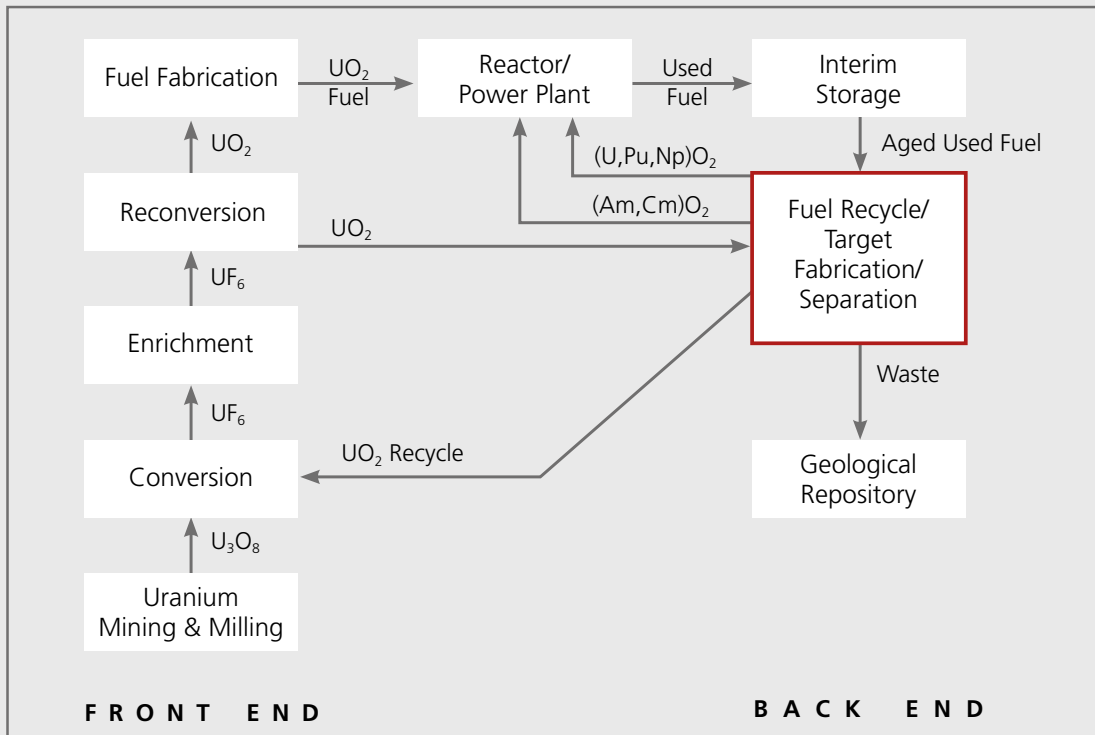 Fuel Fabrication
UO₂
Fuel
Reactor/
Power Plant
Used
Fuel
Interim
Storage
UO₂
Aged Used Fuel
(U,Pu,Np)O₂
Reconversion
(Am,Cm)O₂
UO₂
Fuel Recycle/
Target
Fabrication/
Separation
UF₆
Enrichment
UF₆
Waste
UO₂ Recycle
Conversion
Geological
Repository
U₃O₈
Uranium
Mining & Milling
FRONT END
BACK END